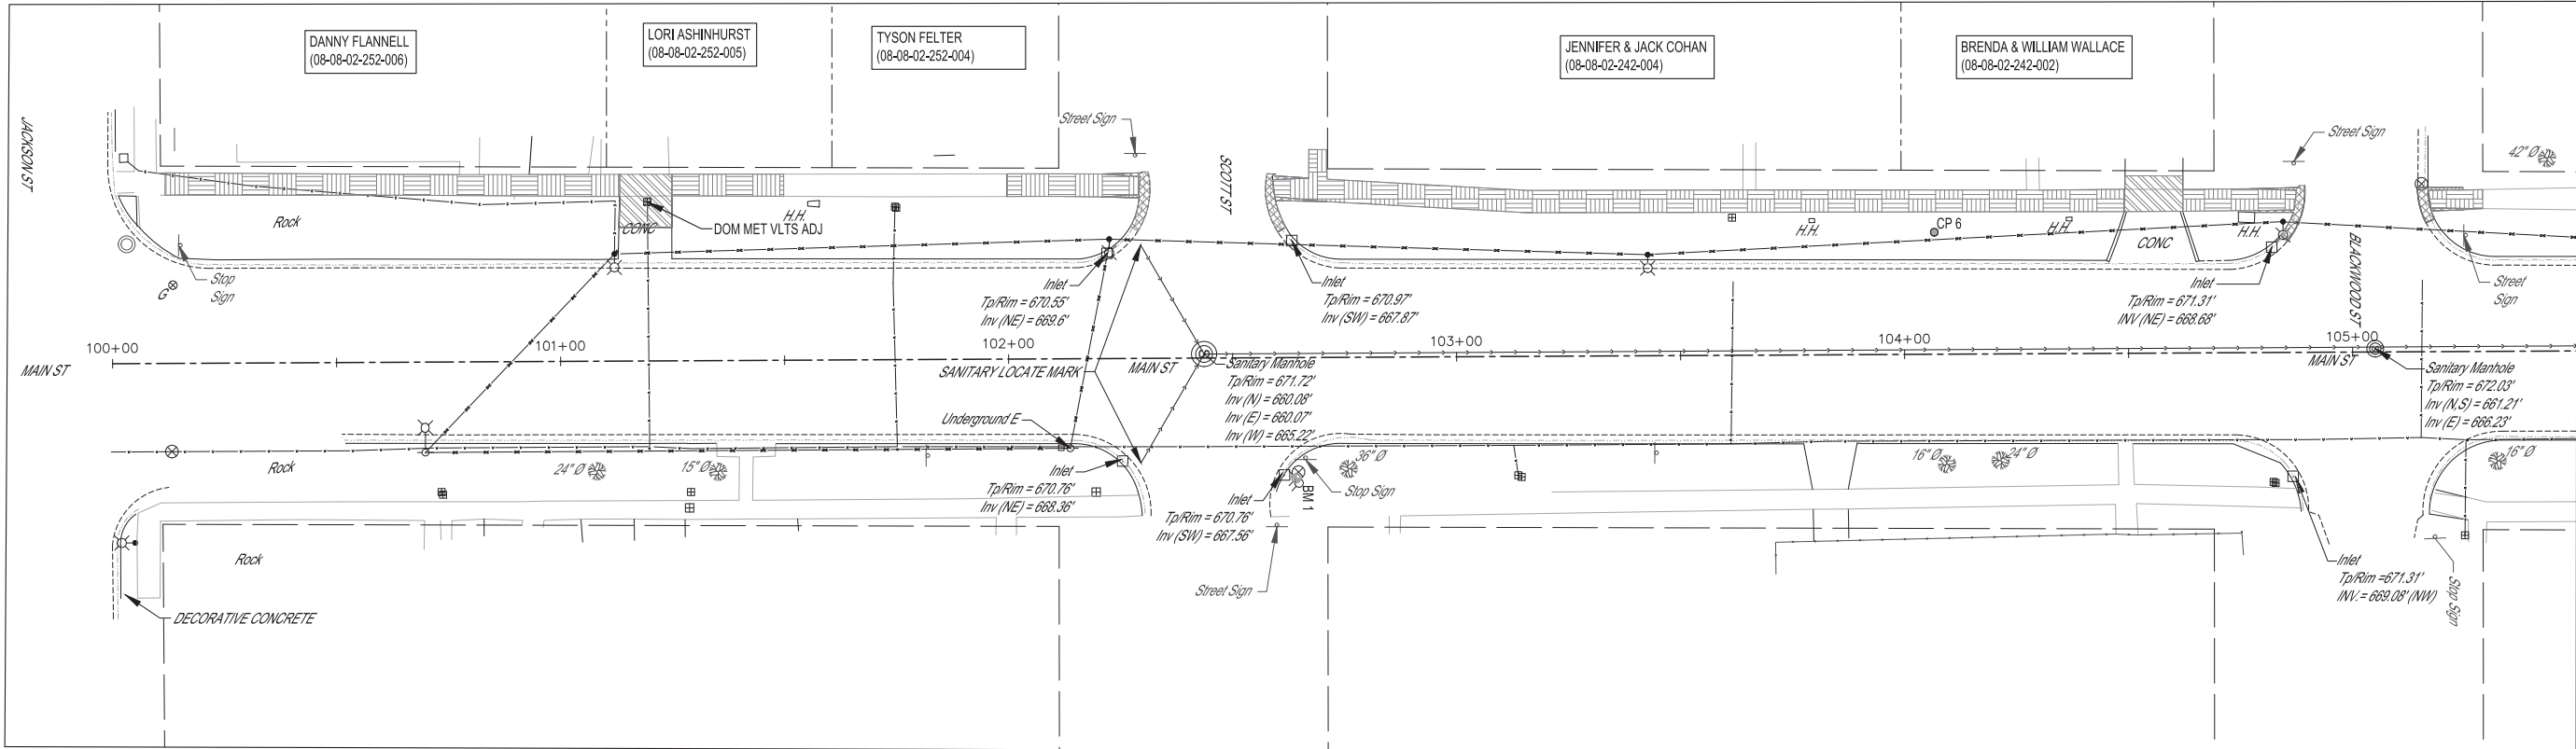 DANNY FLANNELL
(08-08-02-252-006)
LORI ASHINHURST
(08-08-02-252-005)
TYSON FELTER
(08-08-02-252-004)
JENNIFER & JACK COHAN
(08-08-02-242-004)
BRENDA & WILLIAM WALLACE
(08-08-02-242-002)
JACKSON ST
Street Sign
SCOTT ST
Street Sign
42" Ø
Rock
CONC
H.H.
DOM MET VLTS ADJ
H.H.
CP 6
H.H.
CONC
H.H.
BLACKWOOD ST
Stop
Sign
G
Inlet
Tp/Rim = 670.55'
Inv (NE) = 669.6'
Inlet
Tp/Rim = 670.97'
Inv (SW) = 667.87'
Inlet
Tp/Rim = 671.31'
INV (NE) = 668.68'
Street
Sign
100+00
101+00
102+00
103+00
104+00
105+00
MAIN ST
SANITARY LOCATE MARK
MAIN ST
MAIN ST
Sanitary Manhole
Tp/Rim = 671.72'
Inv (N) = 660.08'
Inv (E) = 660.07'
Inv (W) = 665.22'
Sanitary Manhole
Tp/Rim = 672.03'
Inv (N,S) = 661.21'
Inv (E) = 666.23'
Underground E
Rock
24" Ø
15" Ø
Inlet
Tp/Rim = 670.76'
Inv (NE) = 668.36'
36" Ø
Stop Sign
BM 1
Inlet
Tp/Rim = 670.76'
Inv (SW) = 667.56'
16" Ø
24" Ø
16" Ø
Rock
Street Sign
Inlet
Tp/Rim =671.31'
INV. = 669.08' (NW)
Stop Sign
DECORATIVE CONCRETE